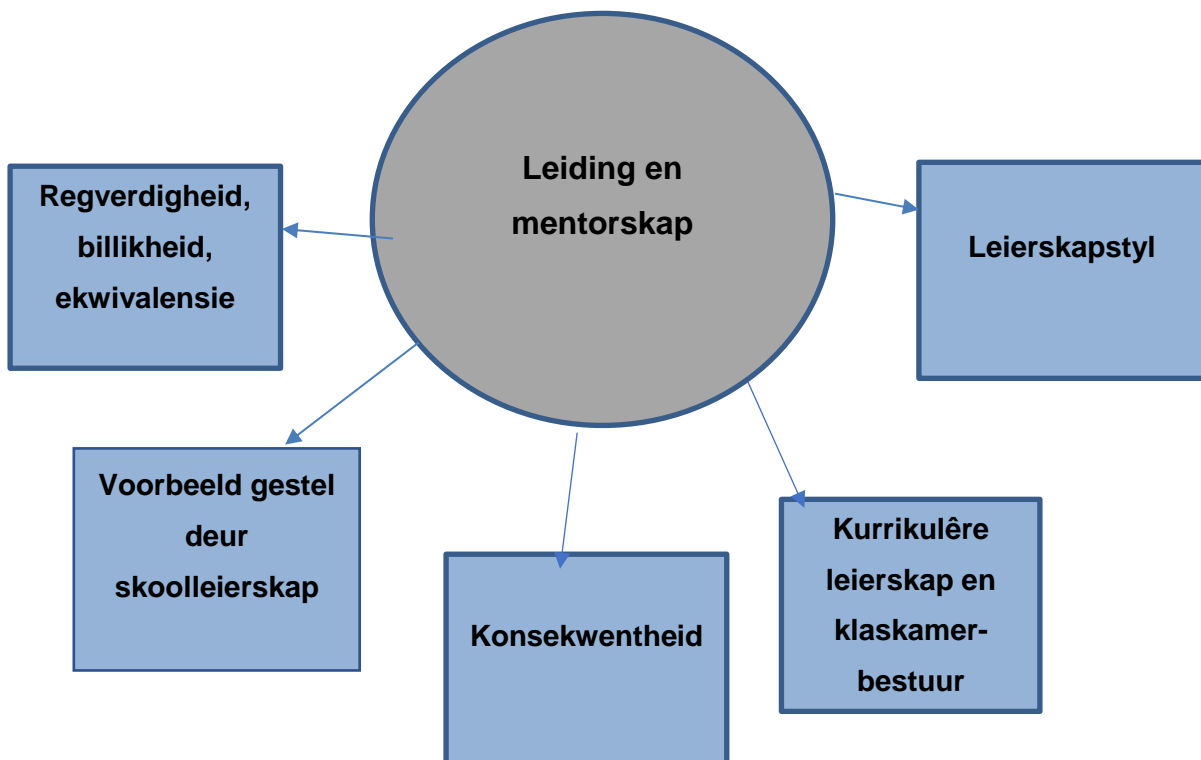 Leiding en
mentorskap
Regverdigheid,
billikheid,
ekwivalensie
Leierskapstyl
Voorbeeld gestel
deur
skoolleierskap
Konsekwentheid
Kurrikulêre
leierskap en
klaskamer-
bestuur